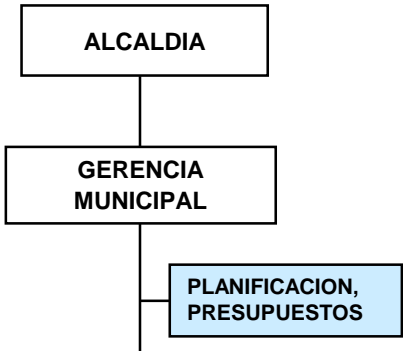 ALCALDIA
GERENCIA
MUNICIPAL
PLANIFICACION,
PRESUPUESTOS